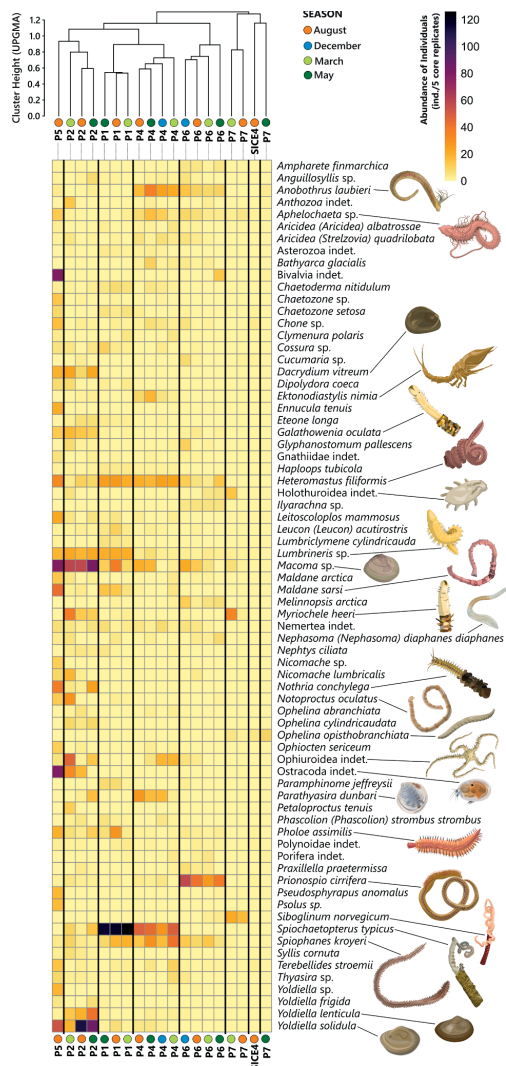 Cluster Height (UPGMA)
1.2
1.0
0.8
0.6
0.4
0.2
0.0
SEASON
August
December
March
May
Abundance of Individuals
(ind./5 core replicates)
120
100
80
60
40
20
0
P5
P2
P2
P2
P1
P1
P1
P4
P4
P4
P4
P6
P6
P6
P6
P7
P7
SICE4
P7
Ampharete finmarchica
Anguillosyllis sp.
Anobothrus laubieri
Anthozoa indet.
Aphelochaeta sp.
Aricidea (Aricidea) albatrossae
Aricidea (Strelzovia) quadrilobata
Asterozoa indet.
Bathyarca glacialis
Bivalvia indet.
Chaetoderma nitidulum
Chaetozone sp.
Chaetozone setosa
Chone sp.
Clymenura polaris
Cossura sp.
Cucumaria sp.
Dacrydium vitreum
Dipolydora coeca
Ektonodiastylis nimia
Ennucula tenuis
Eteone longa
Galathowenia oculata
Glyphanostomum pallescens
Gnathiidae indet.
Haploops tubicola
Heteromastus filiformis
Holothuroidea indet.
Ilyarachna sp.
Leitoscoloplos mammosus
Leucon (Leucon) acutirostris
Lumbriclymene cylindricauda
Lumbrineris sp.
Macoma sp.
Maldane arctica
Maldane sarsi
Melinnopsis arctica
Myriochele heeri
Nemertea indet.
Nephasoma (Nephasoma) diaphanes diaphanes
Nephtys ciliata
Nicomache sp.
Nicomache lumbricalis
Nothria conchylega
Notoproctus oculatus
Ophelina abranchiata
Ophelina cylindricaudata
Ophelina opisthobranchiata
Ophiocten sericeum
Ophiuroidea indet.
Ostracoda indet.
Paramphinome jeffreysii
Parathyasira dunbari
Petaloproctus tenuis
Phascolion (Phascolion) strombus strombus
Pholoe assimilis
Polynoidae indet.
Porifera indet.
Praxillella praetermissa
Prionospio cirrifera
Pseudosphyrapus anomalus
Psolus sp.
Siboglinum norvegicum
Spiochaetopterus typicus
Spiophanes kroyeri
Syllis cornuta
Terebellides stroemii
Thyasira sp.
Yoldiella sp.
Yoldiella frigida
Yoldiella lenticula
Yoldiella solidula
P5
P2
P2
P2
P1
P1
P1
P4
P4
P4
P4
P6
P6
P6
P6
P7
P7
SICE4
P7